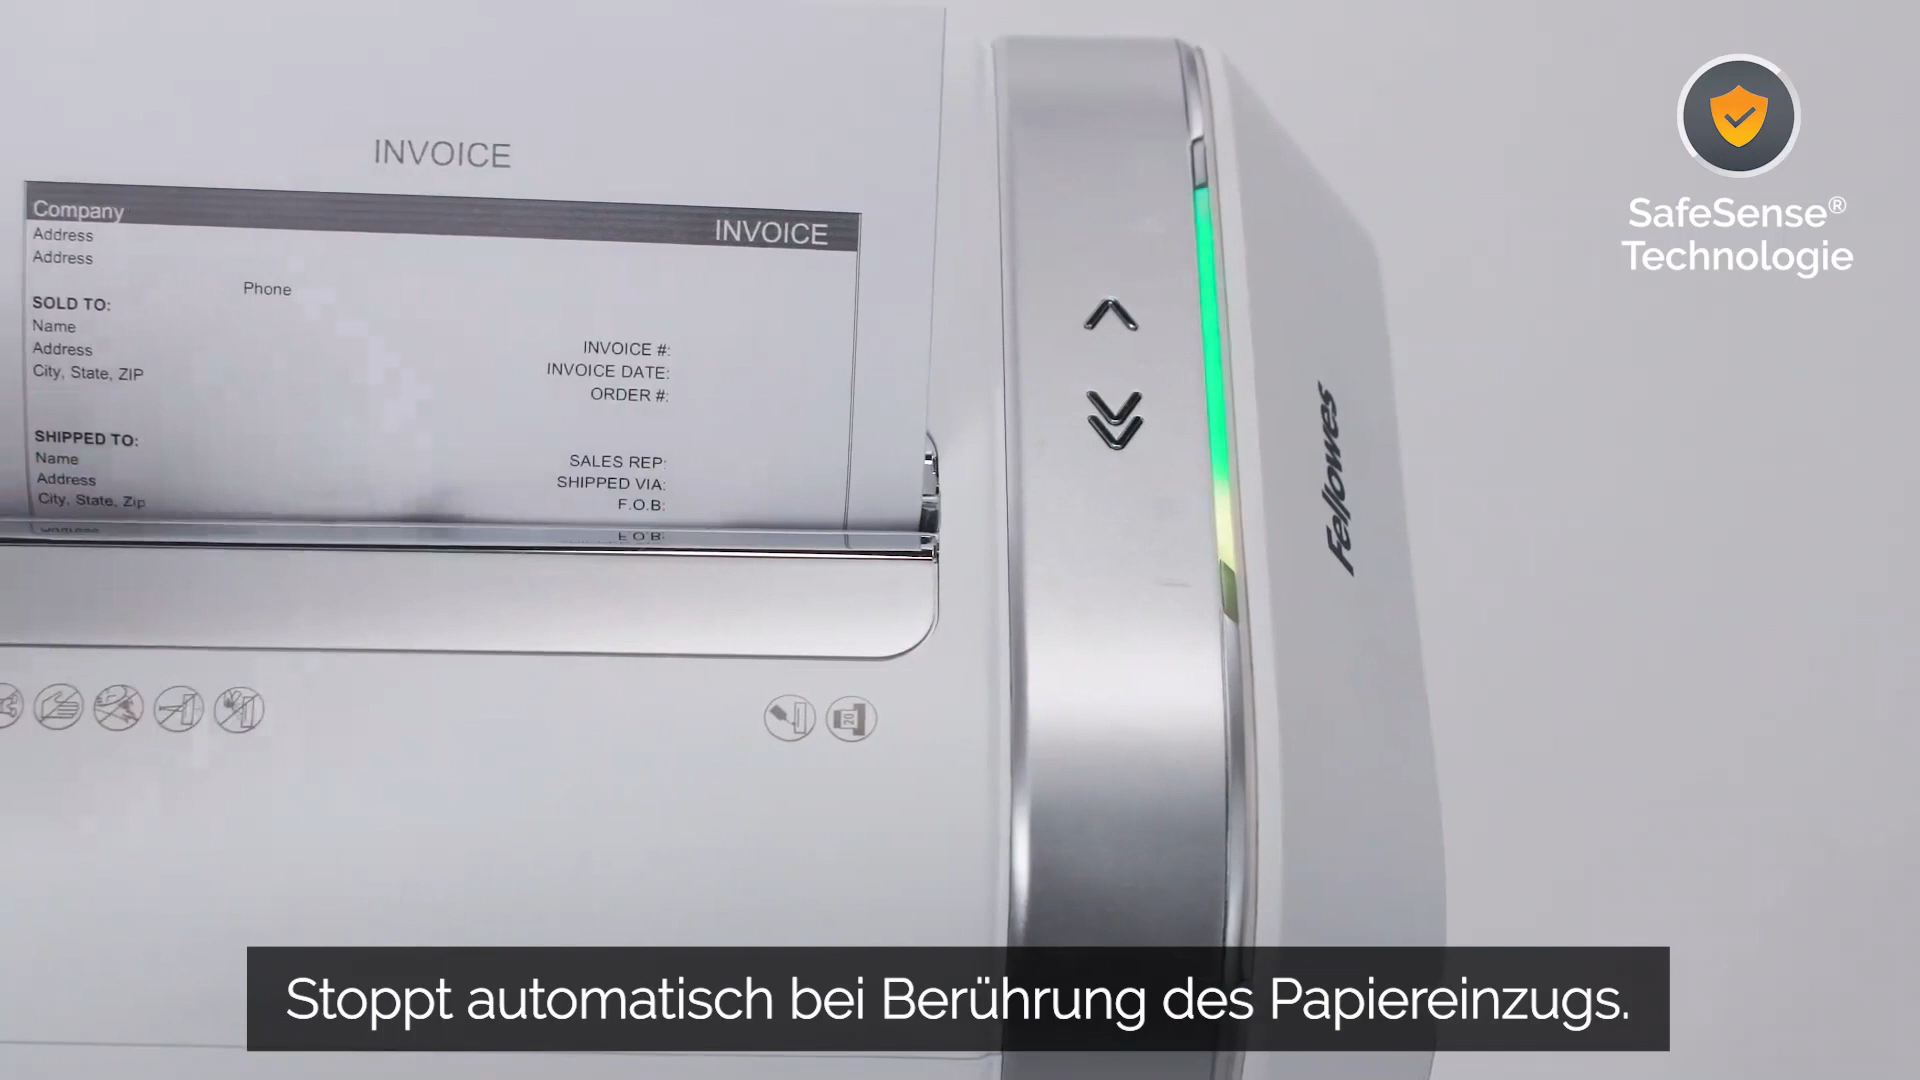 INVOICE
Company
INVOICE
Address
Address
Phone
SOLD TO:
Name
Address
City, State, ZIP
INVOICE #:
INVOICE DATE:
ORDER #:
SHIPPED TO:
Name
Address
City, State, Zip
SALES REP:
SHIPPED VIA:
F.O.B:
F.O.B:
20
Fellowes
SafeSense®
Technologie
Stoppt automatisch bei Berührung des Papiereinzugs.